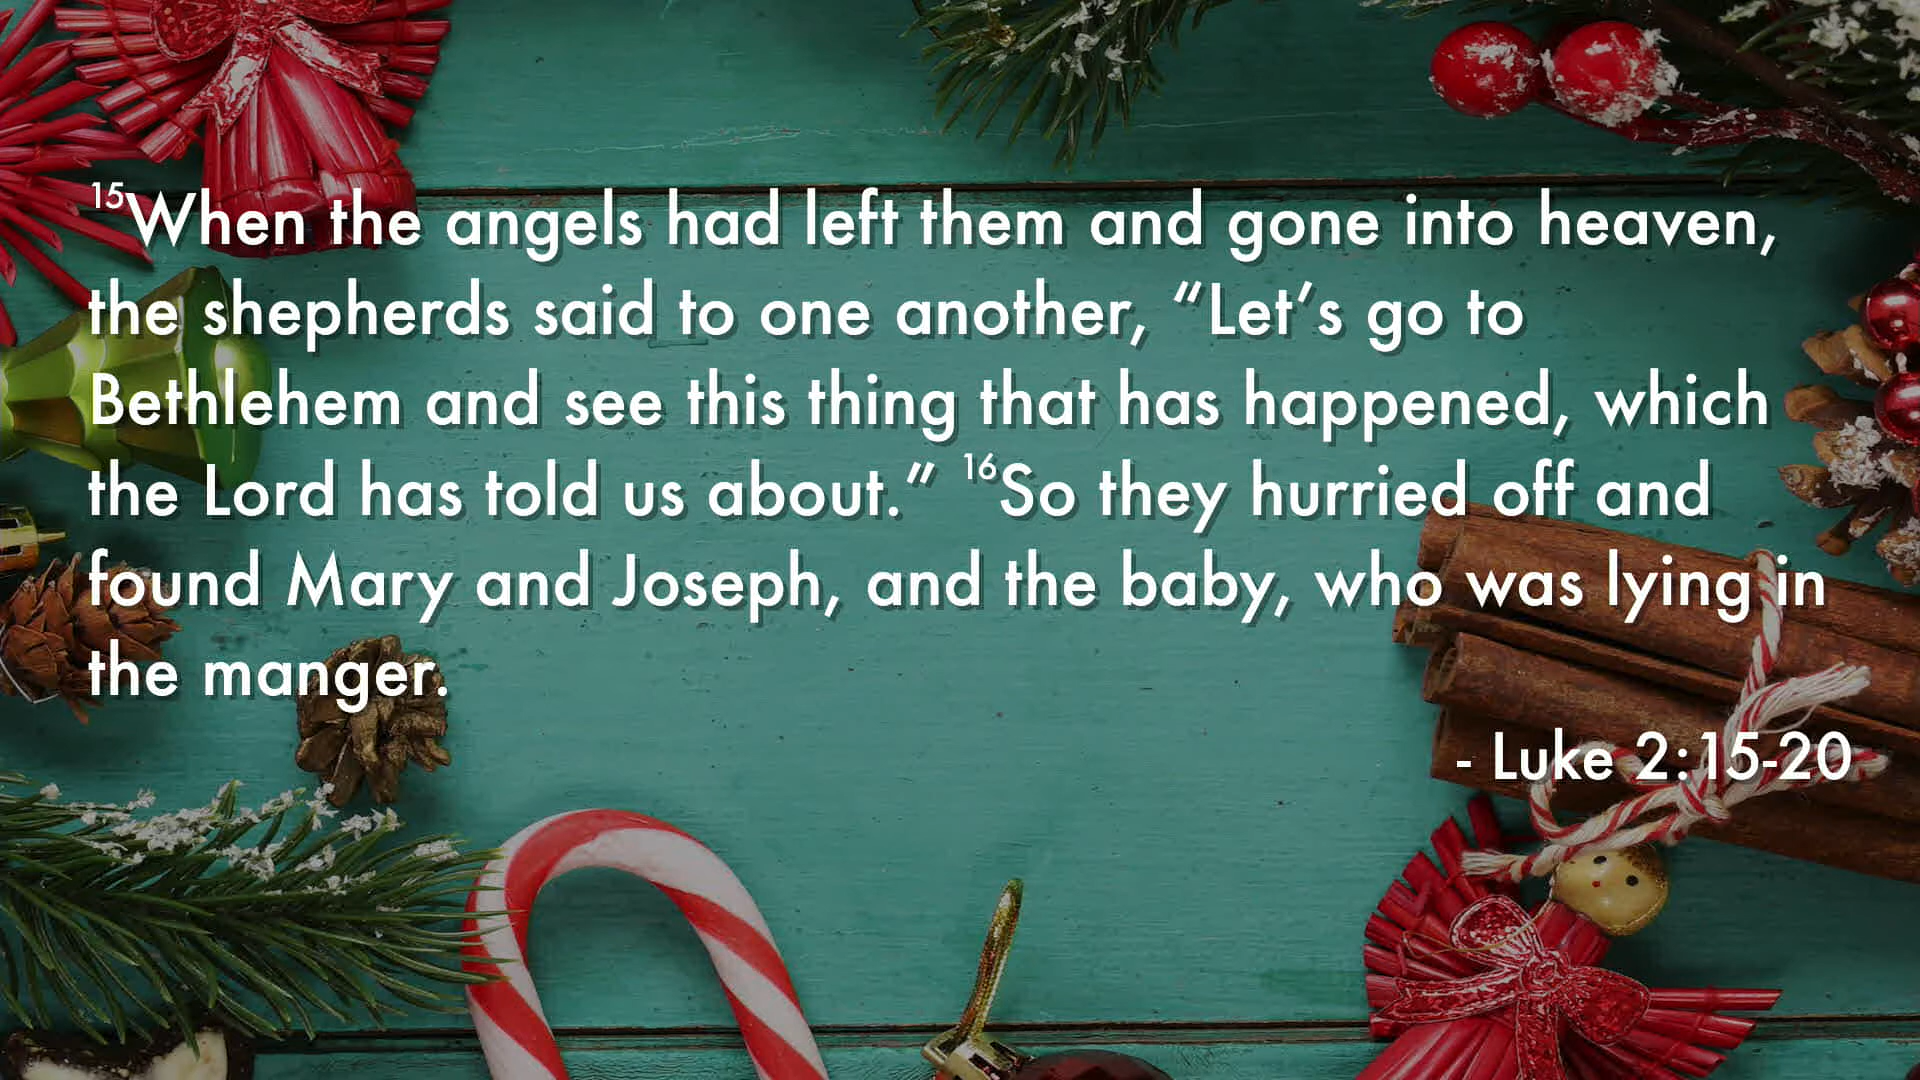 ¹⁵When the angels had left them and gone into heaven,
the shepherds said to one another, “Let’s go to
Bethlehem and see this thing that has happened, which
the Lord has told us about.” ¹⁶So they hurried off and
found Mary and Joseph, and the baby, who was lying in
the manger.
- Luke 2:15-20